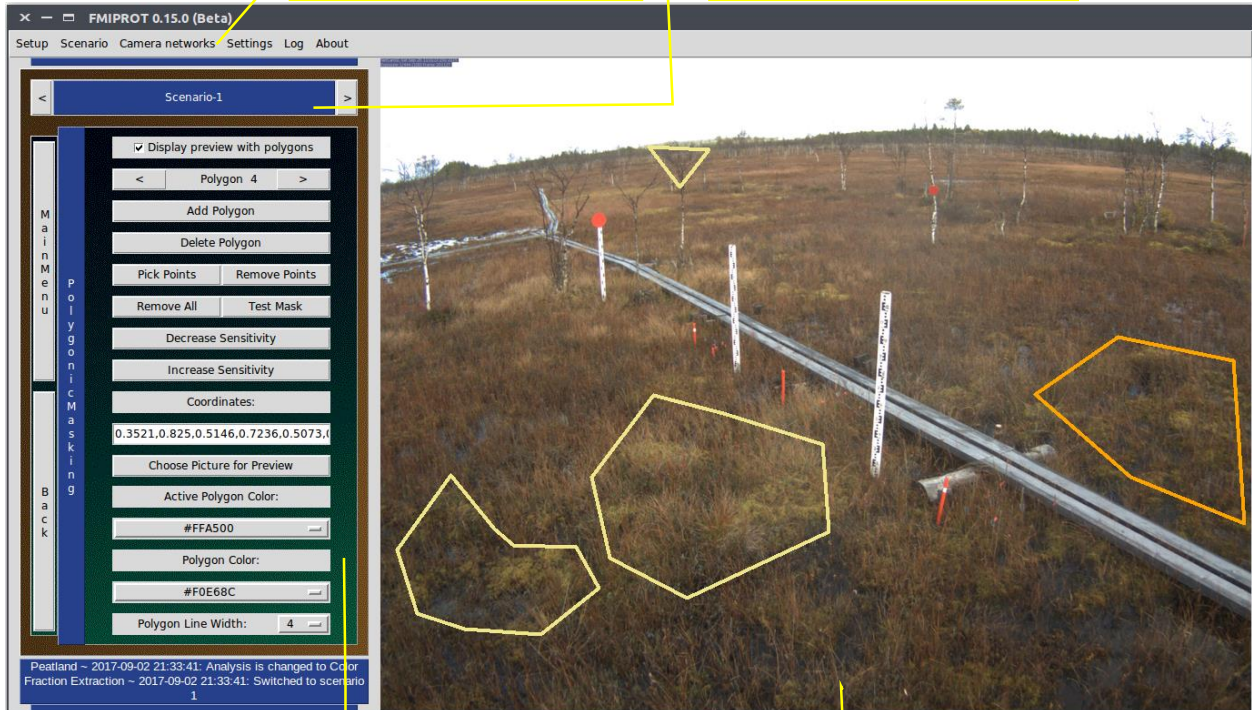 FMIPROT 0.15.0 (Beta)
Setup Scenario Camera networks Settings Log About
< Scenario-1 >
Main Menu
Back
Polygonic Masking
Display preview with polygons
< Polygon 4 >
Add Polygon
Delete Polygon
Pick Points Remove Points
Remove All Test Mask
Decrease Sensitivity
Increase Sensitivity
Coordinates:
0.3521,0.825,0.5146,0.7236,0.5073,0
Choose Picture for Preview
Active Polygon Color:
#FFA500
Polygon Color:
#F0E68C
Polygon Line Width: 4
Peatland ~ 2017-09-02 21:33:41: Analysis is changed to Color
Fraction Extraction ~ 2017-09-02 21:33:41: Switched to scenario
1